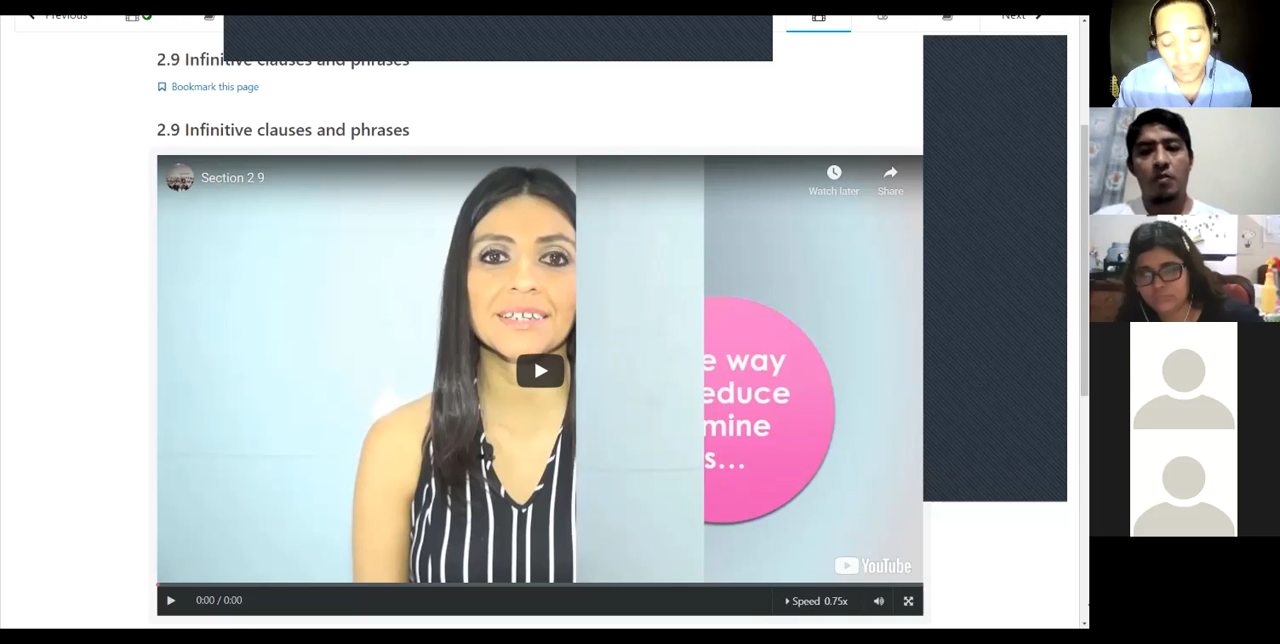 Previous
Next
2.9 Infinitive clauses and phrases
Bookmark this page
2.9 Infinitive clauses and phrases
Section 2.9
Watch later
Share
e way
educe
mine
s...
YouTube
0:00 / 0:00
Speed 0.75x